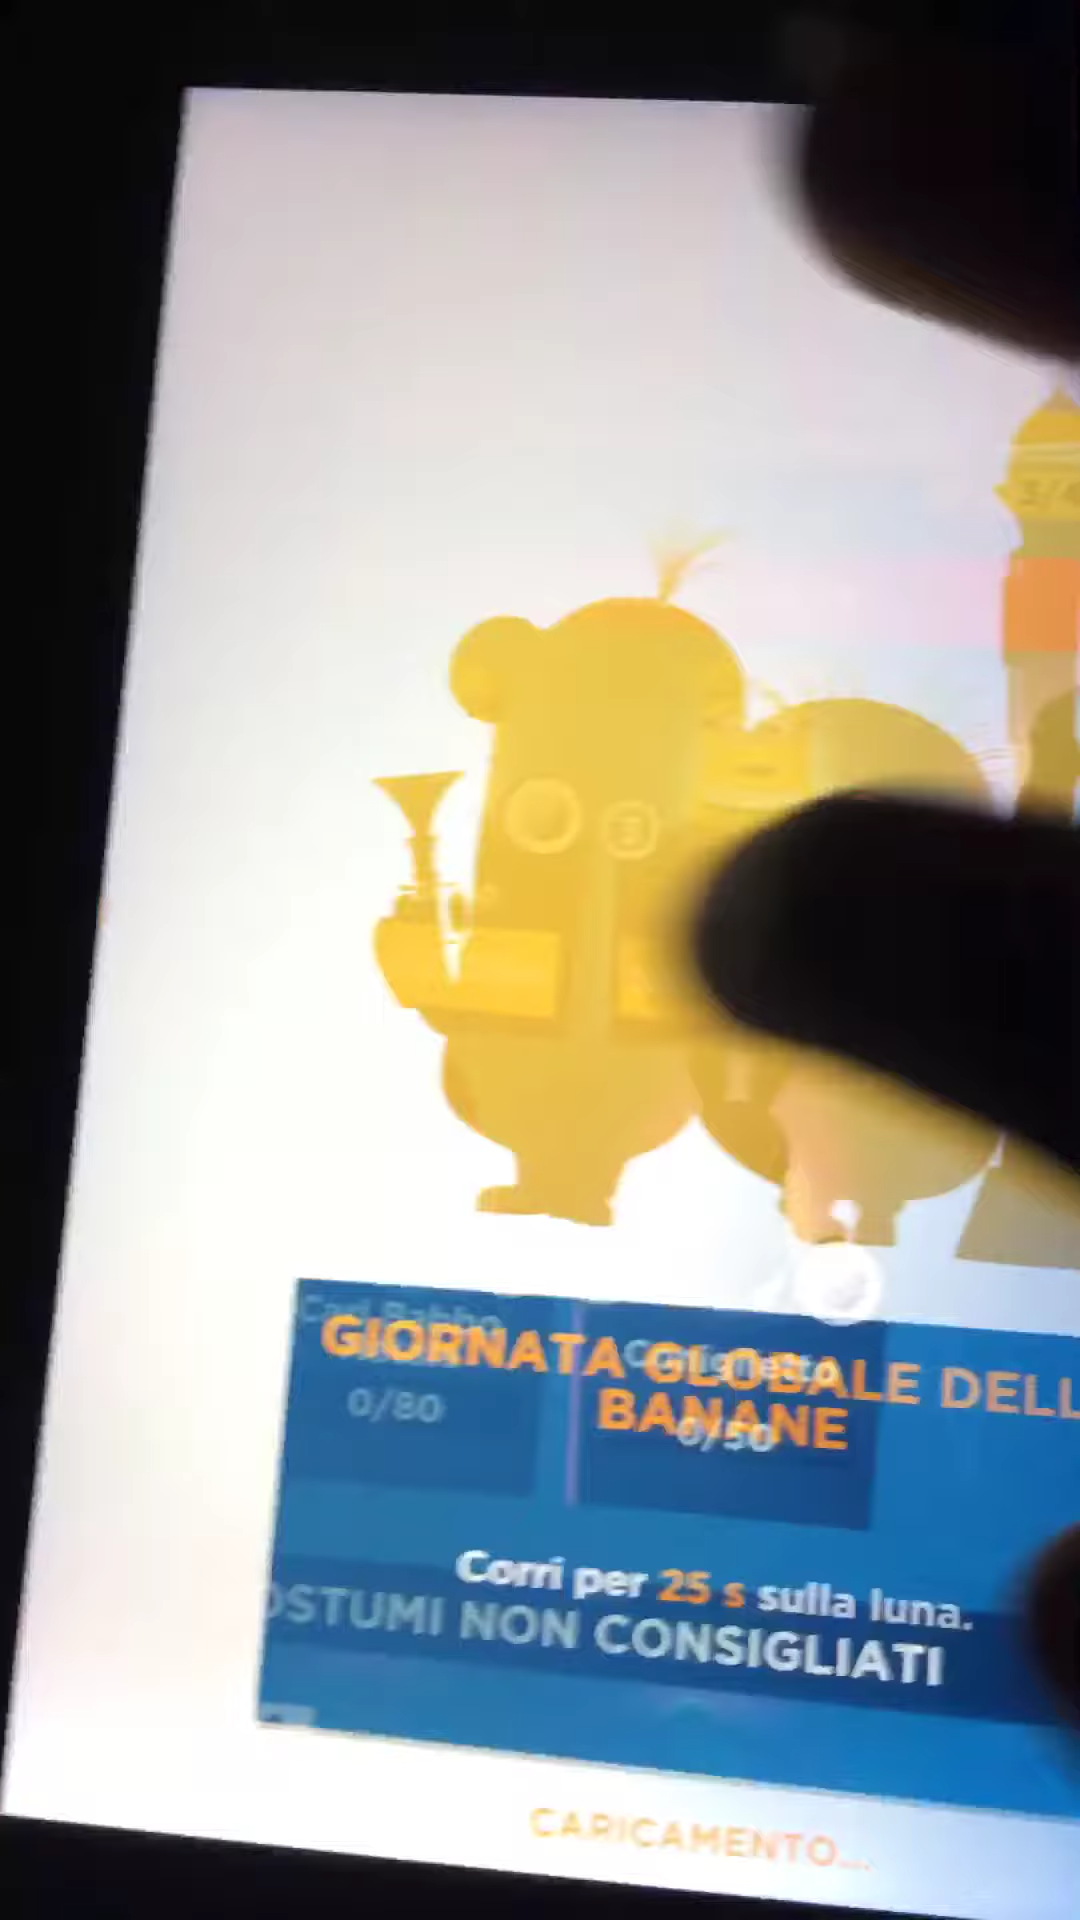 GIORNATA GLOBALE DELL
BANANE
0/80
0/50
Corri per 25 s sulla luna.
OSTUMI NON CONSIGLIATI
CARICAMENTO...